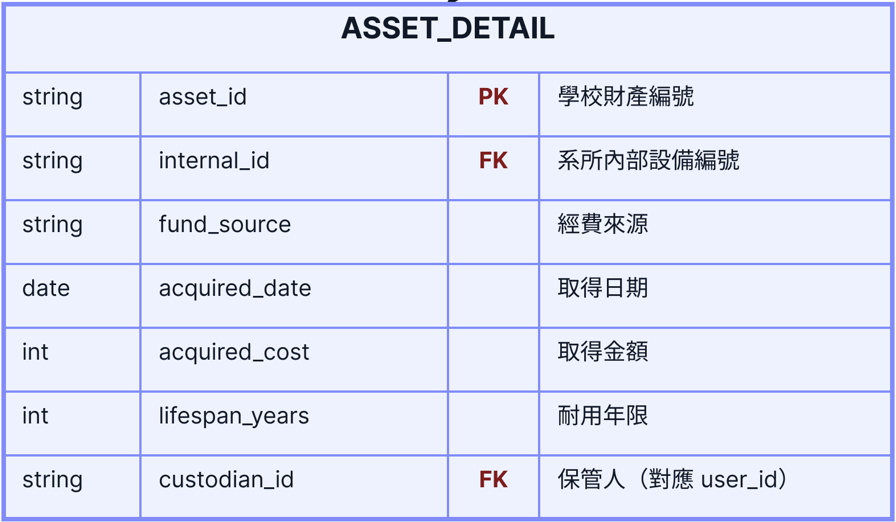 ASSET_DETAIL
string asset_id PK 學校財產編號
string internal_id FK 系所內部設備編號
string fund_source 經費來源
date acquired_date 取得日期
int acquired_cost 取得金額
int lifespan_years 耐用年限
string custodian_id FK 保管人（對應 user_id）